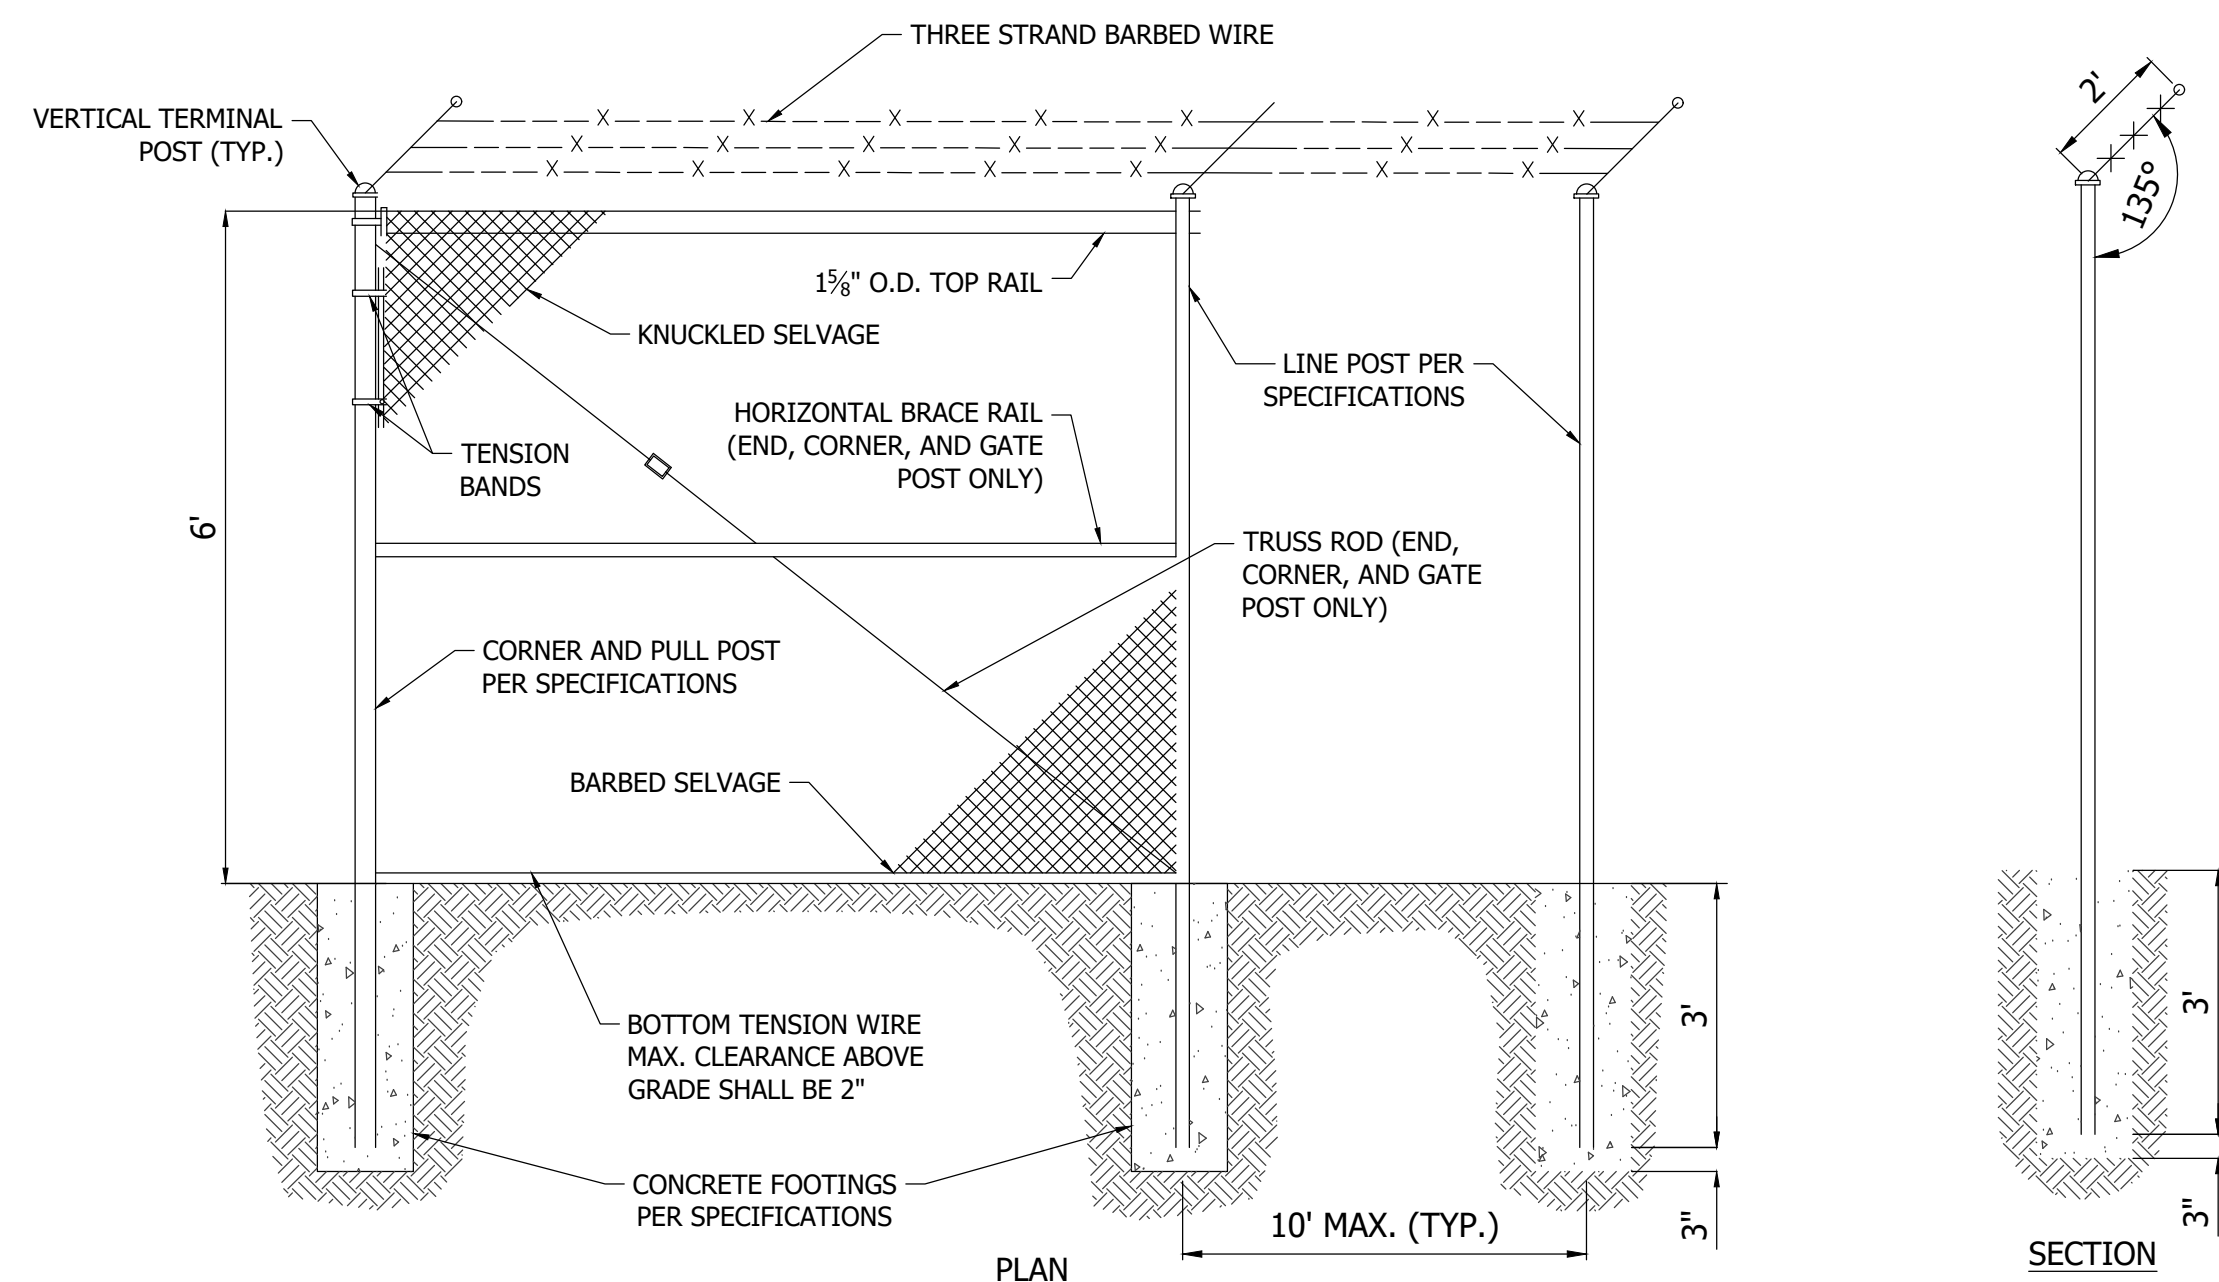 THREE STRAND BARBED WIRE
VERTICAL TERMINAL
POST (TYP.)
2'
135°
1⅝" O.D. TOP RAIL
KNUCKLED SELVAGE
LINE POST PER
SPECIFICATIONS
HORIZONTAL BRACE RAIL
(END, CORNER, AND GATE
POST ONLY)
TENSION
BANDS
6'
TRUSS ROD (END,
CORNER, AND GATE
POST ONLY)
CORNER AND PULL POST
PER SPECIFICATIONS
BARBED SELVAGE
BOTTOM TENSION WIRE
MAX. CLEARANCE ABOVE
GRADE SHALL BE 2"
3'
3'
CONCRETE FOOTINGS
PER SPECIFICATIONS
10' MAX. (TYP.)
3"
3"
PLAN
SECTION